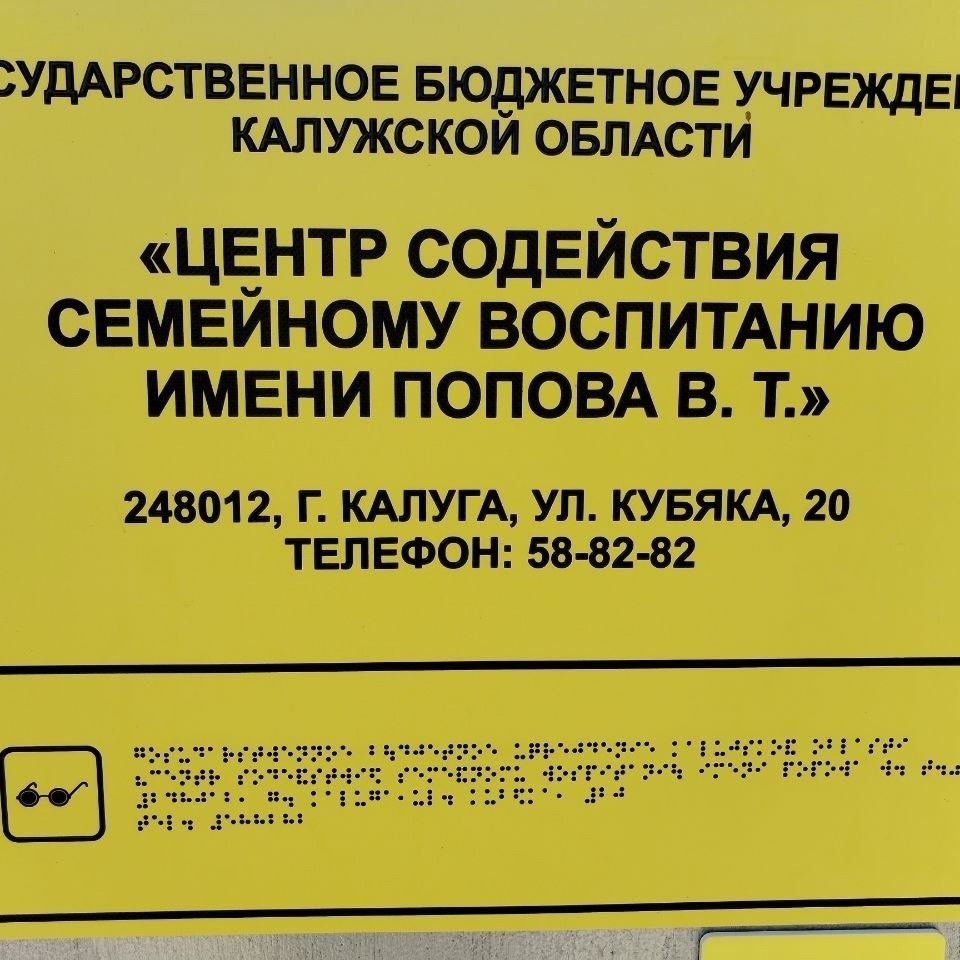 СУДАРСТВЕННОЕ БЮДЖЕТНОЕ УЧРЕЖДЕ
КАЛУЖСКОЙ ОБЛАСТИ
«ЦЕНТР СОДЕЙСТВИЯ
СЕМЕЙНОМУ ВОСПИТАНИЮ
ИМЕНИ ПОПОВА В. Т.»
248012, Г. КАЛУГА, УЛ. КУБЯКА, 20
ТЕЛЕФОН: 58-82-82